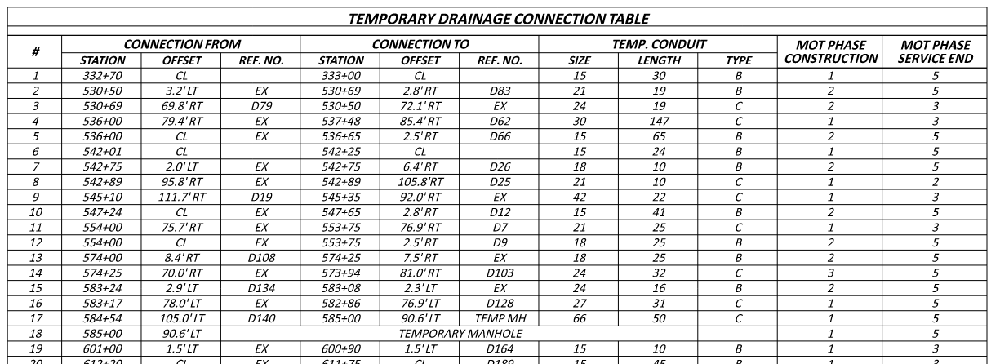 TEMPORARY DRAINAGE CONNECTION TABLE
# CONNECTION FROM CONNECTION TO TEMP. CONDUIT MOT PHASE CONSTRUCTION MOT PHASE SERVICE END
STATION OFFSET REF. NO. STATION OFFSET REF. NO. SIZE LENGTH TYPE
1 332+70 CL 333+00 CL 15 30 B 1 5
2 530+50 3.2' LT EX 530+69 2.8' RT D83 21 19 B 2 5
3 530+69 69.8' RT D79 530+50 72.1' RT EX 24 19 C 2 3
4 536+00 79.4' RT EX 537+48 85.4' RT D62 30 147 C 1 3
5 536+00 CL EX 536+65 2.5' RT D66 15 65 B 2 5
6 542+01 CL 542+25 CL 15 24 B 1 5
7 542+75 2.0' LT EX 542+75 6.4' RT D26 18 10 B 2 5
8 542+89 95.8' RT EX 542+89 105.8'RT D25 21 10 C 1 2
9 545+10 111.7' RT D19 545+35 92.0' RT EX 42 22 C 1 3
10 547+24 CL EX 547+65 2.8' RT D12 15 41 B 2 5
11 554+00 75.7' RT EX 553+75 76.9' RT D7 21 25 C 1 3
12 554+00 CL EX 553+75 2.5' RT D9 18 25 B 2 5
13 574+00 8.4' RT D108 574+25 7.5' RT EX 18 25 B 2 5
14 574+25 70.0' RT EX 573+94 81.0' RT D103 24 32 C 3 5
15 583+24 2.9' LT D134 583+08 2.3' LT EX 24 16 B 2 5
16 583+17 78.0' LT EX 582+86 76.9' LT D128 27 31 C 1 5
17 584+54 105.0' LT D140 585+00 90.6' LT TEMP MH 66 50 C 1 5
18 585+00 90.6' LT TEMPORARY MANHOLE 1 5
19 601+00 1.5' LT EX 600+90 1.5' LT D164 15 10 B 1 3
20 612+20 CL EX 611+75 CL D189 15 45 B 1 3